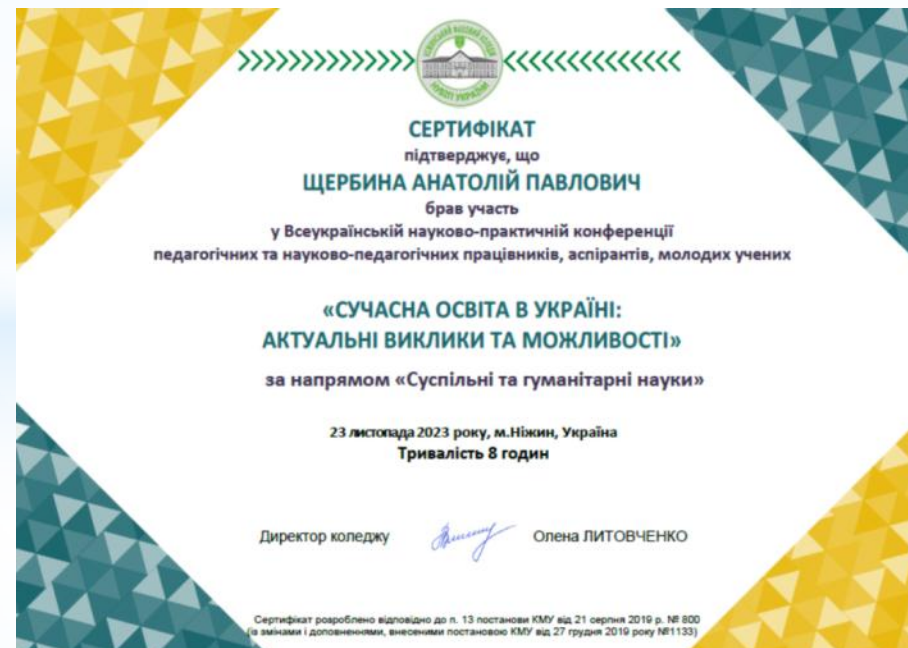 НУБІП УКРАЇНИ
СЕРТИФІКАТ
підтверджує, що
ЩЕРБИНА АНАТОЛІЙ ПАВЛОВИЧ
брав участь
у Всеукраїнській науково-практичній конференції
педагогічних та науково-педагогічних працівників, аспірантів, молодих учених
«СУЧАСНА ОСВІТА В УКРАЇНІ:
АКТУАЛЬНІ ВИКЛИКИ ТА МОЖЛИВОСТІ»
за напрямом «Суспільні та гуманітарні науки»
23 листопада 2023 року, м.Ніжин, Україна
Тривалість 8 годин
Директор коледжу Олена ЛИТОВЧЕНКО
Сертифікат розроблено відповідно до п. 13 постанови КМУ від 21 серпня 2019 р. № 800
(із змінами і доповненнями, внесеними постановою КМУ від 27 грудня 2019 року №1133)